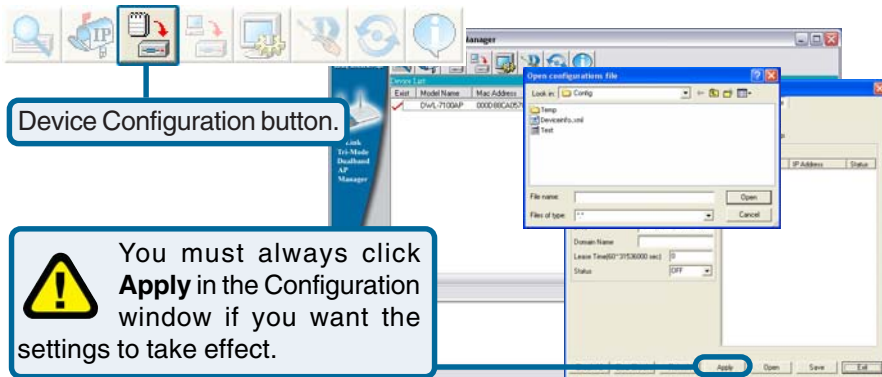 IP
Device Configuration button.
You must always click
Apply in the Configuration
window if you want the
settings to take effect.
Manager
Device List
Exist Model Name Mac Address
DWL-7100AP
Link
Tri-Mode
Dualband
AP
Manager
Open configurations file
Look in: Config
Temp
Deviceinfo.xml
Test
File name: Open
Files of type: *.* Cancel
IP Address Status
Domain Name
Lease Time(60~31536000 sec) 0
Status OFF
Apply Open Save Exit